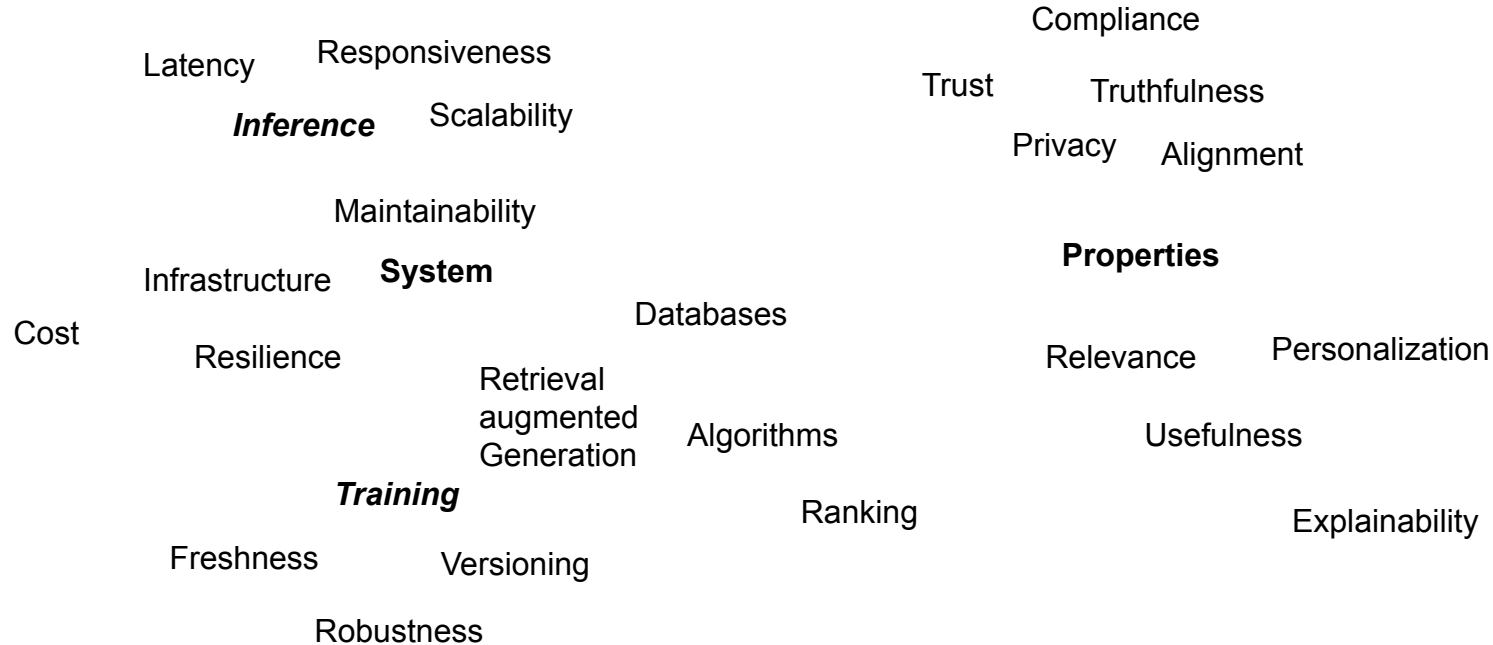 Compliance
Latency
Responsiveness
Trust
Truthfulness
Inference
Scalability
Privacy
Alignment
Maintainability
Properties
Infrastructure
System
Databases
Cost
Resilience
Relevance
Personalization
Retrieval
augmented
Generation
Algorithms
Usefulness
Training
Ranking
Explainability
Freshness
Versioning
Robustness